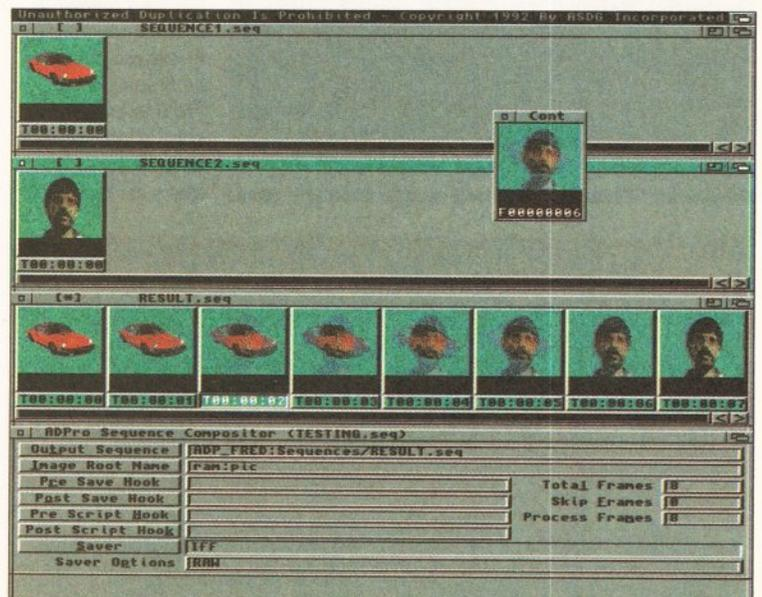 Unauthorized Duplication Is Prohibited - Copyright 1992 By ASDG Incorporated
[ ] SEQUENCE1.seq
T00:00:00
Cont
F00000006
[ ] SEQUENCE2.seq
T00:00:00
[*] RESULT.seq
T00:00:00 T00:00:01 T00:00:02 T00:00:03 T00:00:04 T00:00:05 T00:00:06 T00:00:07
ADPro Sequence Compositor (TESTING.seq)
Output Sequence ADP_FRED:Sequences/RESULT.seq
Image Root Name ram:pic
Pre Save Hook Total Frames 8
Post Save Hook Skip Frames 0
Pre Script Hook Process Frames 8
Post Script Hook
Saver IFF
Saver Options RAW